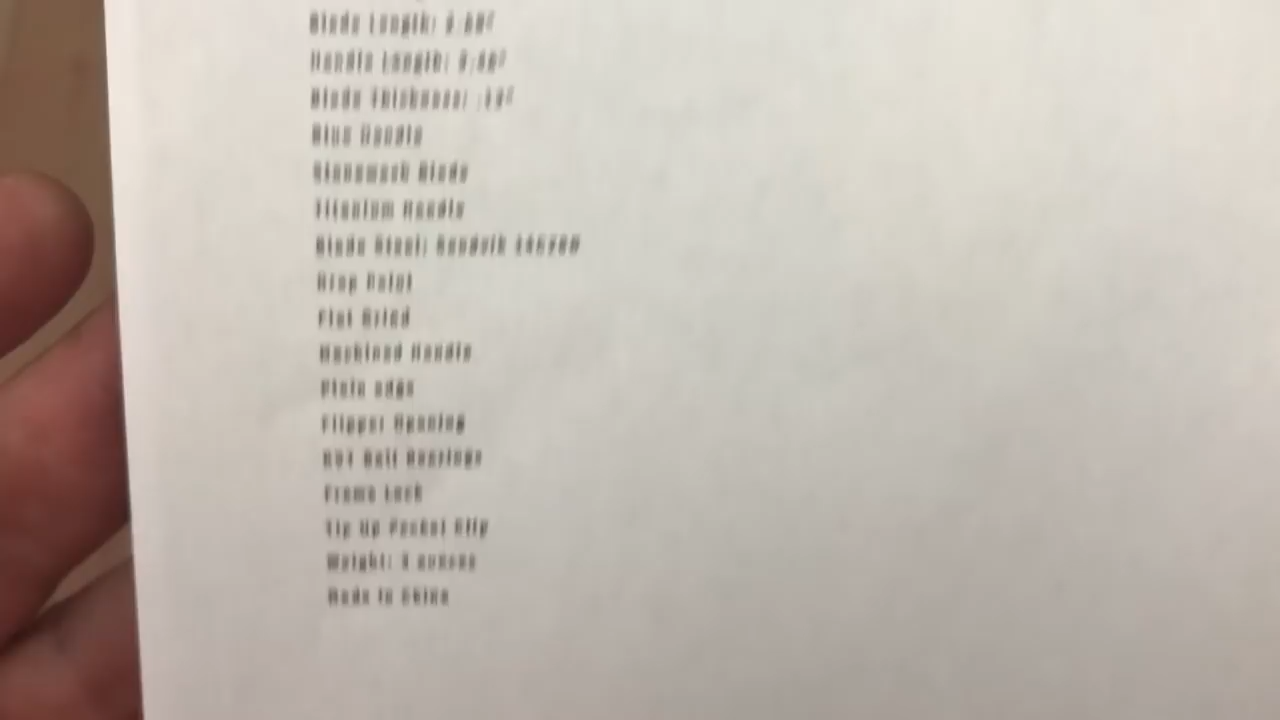 Blade Length:
Handle Length:
Blade Thickness:
Blue Handle
Stonewash Blade
Titanium Handle
Blade Steel: Sandvik 14C28N
Drop Point
Flat Grind
Machined Handle
Plain edge
Flipper Opening
Ball Bearings
Frame Lock
Tip Up Pocket Clip
Weight: 3 ounces
Made in China